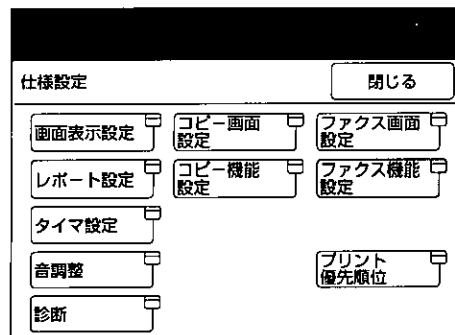 仕様設定
閉じる
画面表示設定
コピー画面
設定
ファクス画面
設定
レポート設定
コピー機能
設定
ファクス機能
設定
タイマ設定
音調整
プリント
優先順位
診断